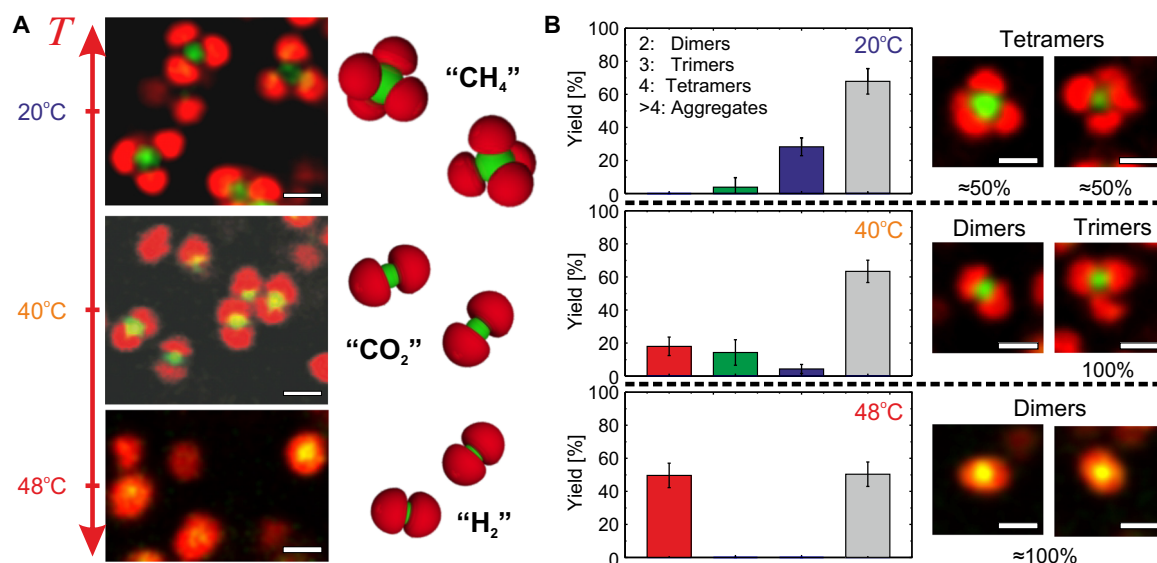 A
T
20°C
40°C
48°C
“CH4”
“CO2”
“H2”
B
100
80
60
40
20
0
Yield [%]
2: Dimers
3: Trimers
4: Tetramers
>4: Aggregates
20°C
Tetramers
≈50%
≈50%
100
80
60
40
20
0
Yield [%]
40°C
Dimers
Trimers
100%
100
80
60
40
20
0
Yield [%]
48°C
Dimers
≈100%